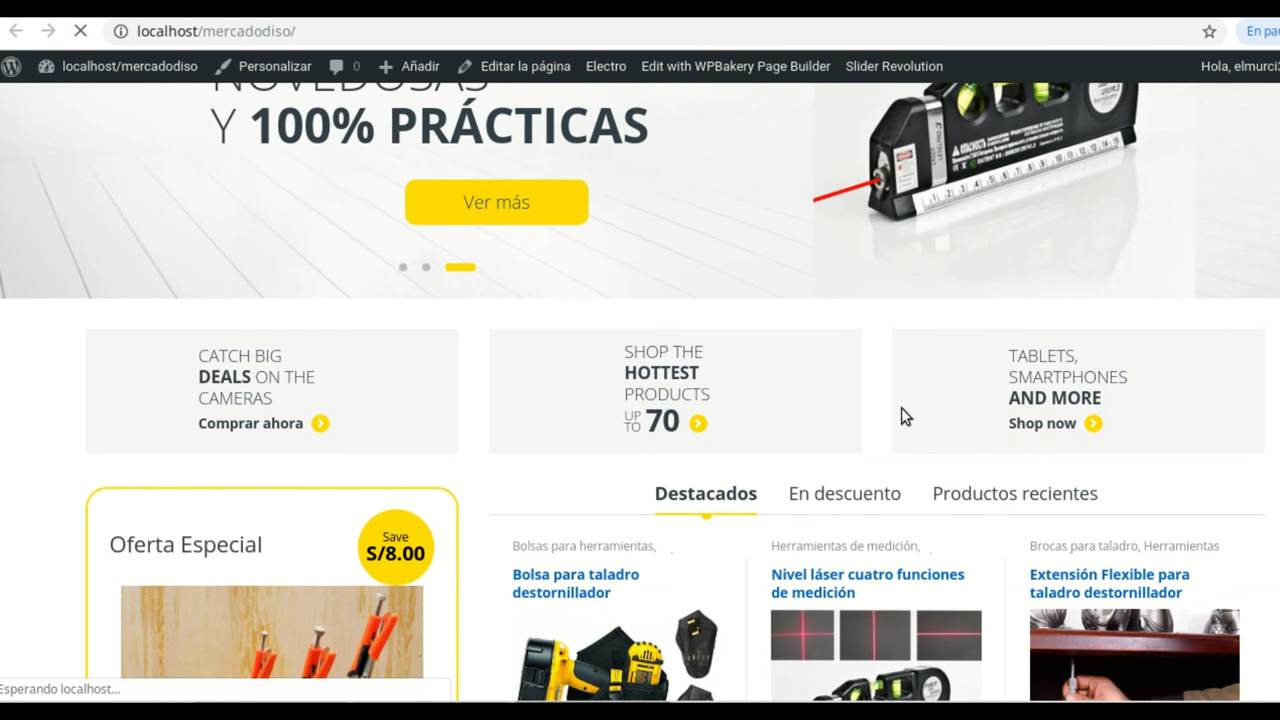 localhost/mercadodiso/
En pau
localhost/mercadodiso
Personalizar
0
Añadir
Editar la página
Electro
Edit with WPBakery Page Builder
Slider Revolution
Hola, elmurci3
NOVEDOSAS
Y 100% PRÁCTICAS
Ver más
CATCH BIG
DEALS ON THE
CAMERAS
Comprar ahora
SHOP THE
HOTTEST
PRODUCTS
UP TO 70
TABLETS,
SMARTPHONES
AND MORE
Shop now
Oferta Especial
Save
S/8.00
Destacados
En descuento
Productos recientes
Bolsas para herramientas,
Bolsa para taladro
destornillador
Herramientas de medición,
Nivel láser cuatro funciones
de medición
Brocas para taladro, Herramientas
Extensión Flexible para
taladro destornillador
Esperando localhost...